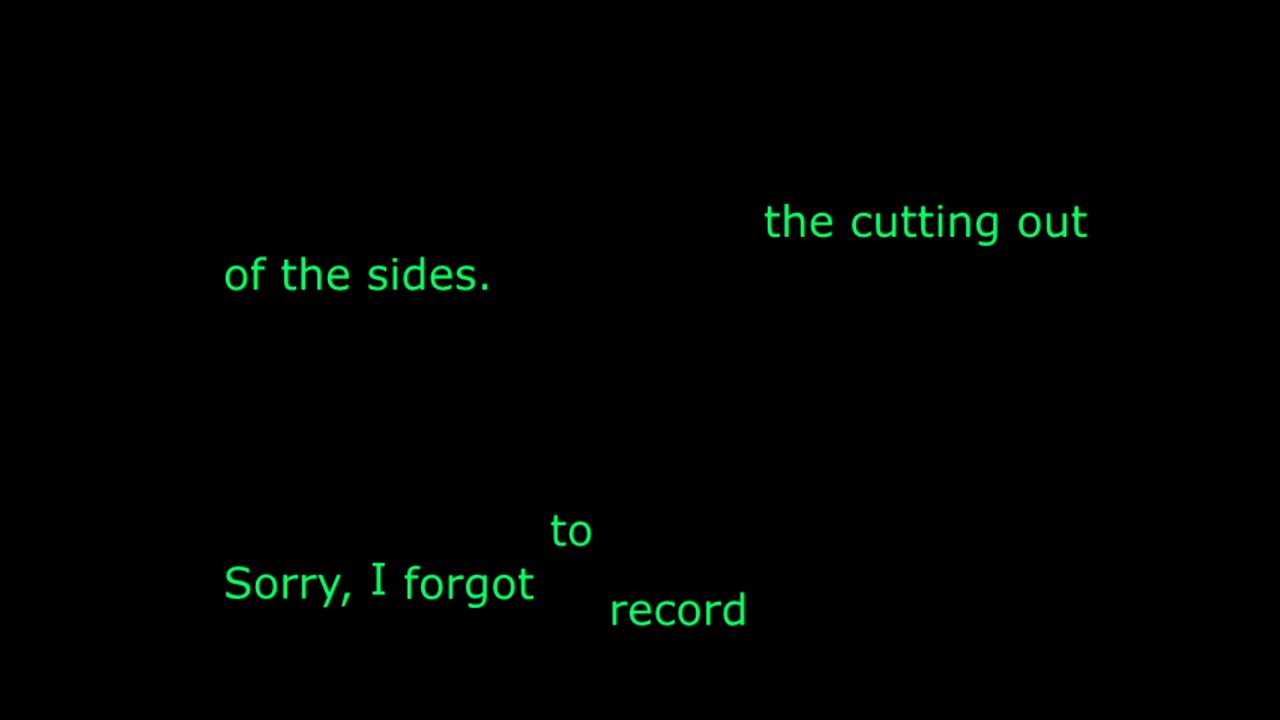 the cutting out
of the sides.
to
Sorry, I forgot
record